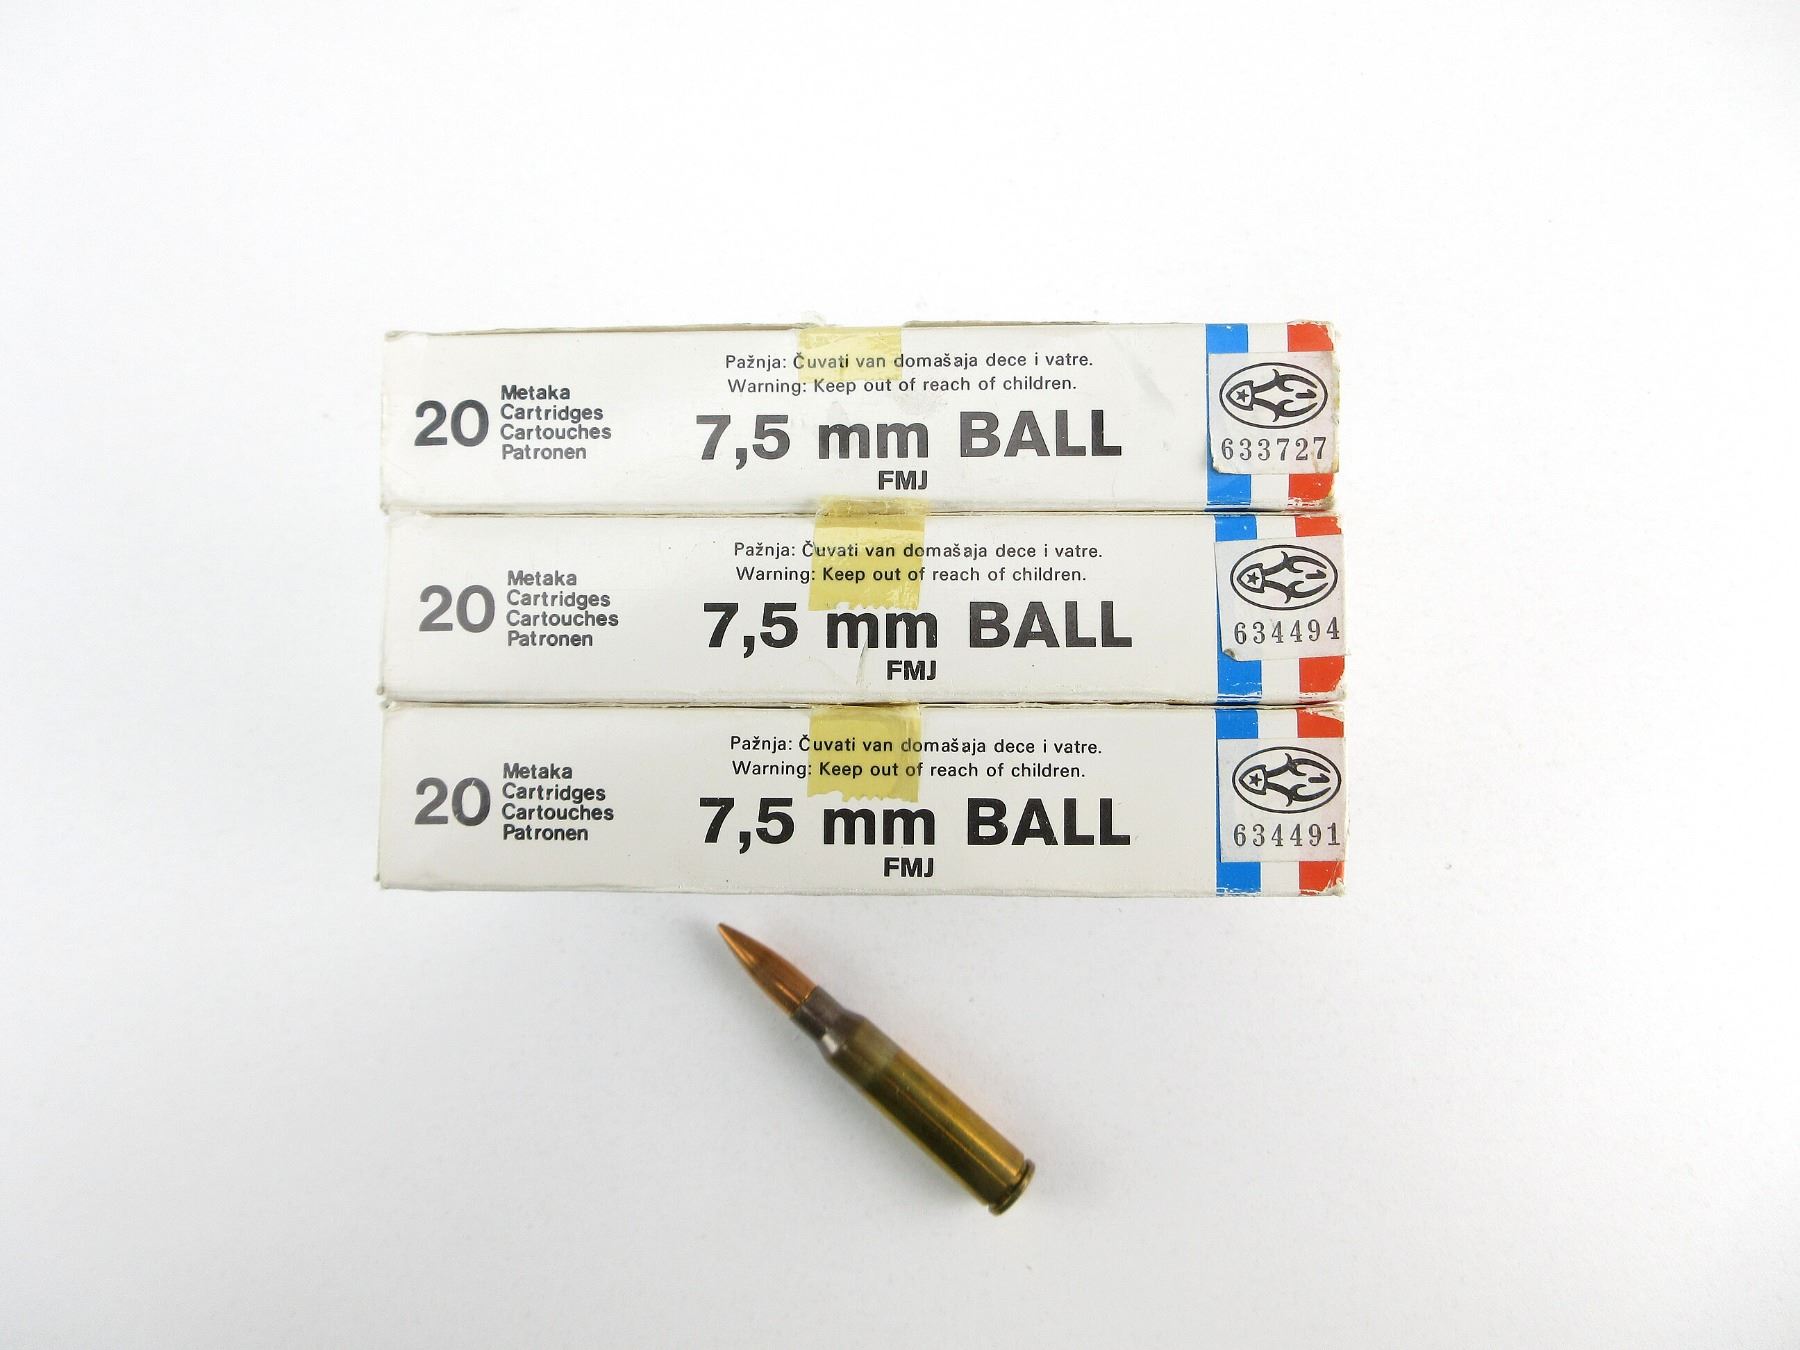 Pažnja: Čuvati van domašaja dece i vatre.
Warning: Keep out of reach of children.
20
Metaka
Cartridges
Cartouches
Patronen
7,5 mm BALL
FMJ
1
633727
Pažnja: Čuvati van domašaja dece i vatre.
Warning: Keep out of reach of children.
20
Metaka
Cartridges
Cartouches
Patronen
7,5 mm BALL
FMJ
1
634494
Pažnja: Čuvati van domašaja dece i vatre.
Warning: Keep out of reach of children.
20
Metaka
Cartridges
Cartouches
Patronen
7,5 mm BALL
FMJ
1
634491